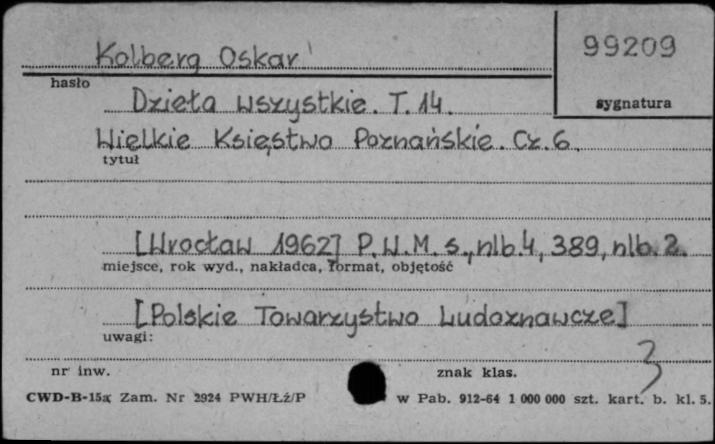 Kolberg Oskar
99209
hasło
sygnatura
Dzieła wszystkie. T. 14.
Wielkie Księstwo Poznańskie. Cz. 6.
tytuł
[Wrocław 1962] P.W.M. s., nlb. 4, 389, nlb. 2.
miejsce, rok wyd., nakładca, format, objętość
[Polskie Towarzystwo Ludoznawcze]
uwagi:
3
nr inw.
znak klas.
CWD-B-15a Zam. Nr 2924 PWH/Łź/P w Pab. 912-64 1 000 000 szt. kart. b. kl. 5.